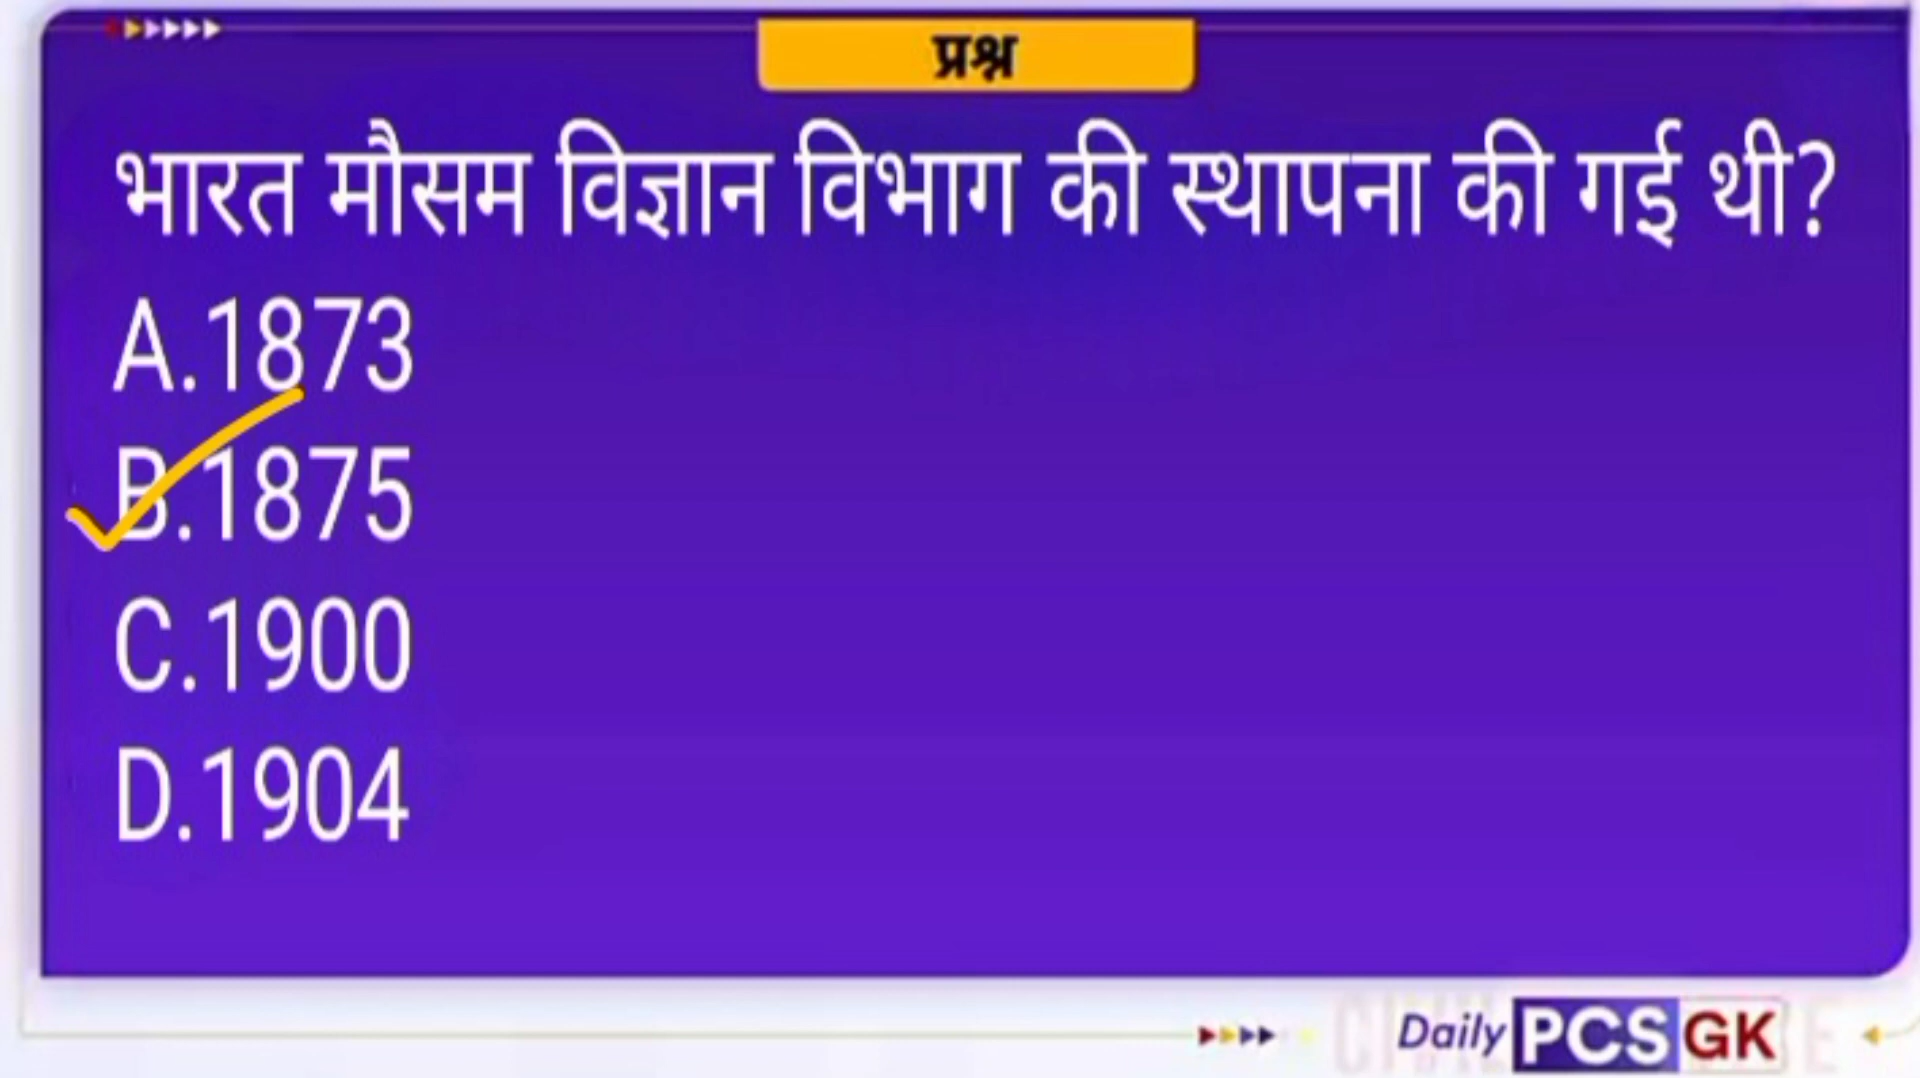 प्रश्न
भारत मौसम विज्ञान विभाग की स्थापना की गई थी?
A.1873
B.1875
C.1900
D.1904
Daily PCS GK